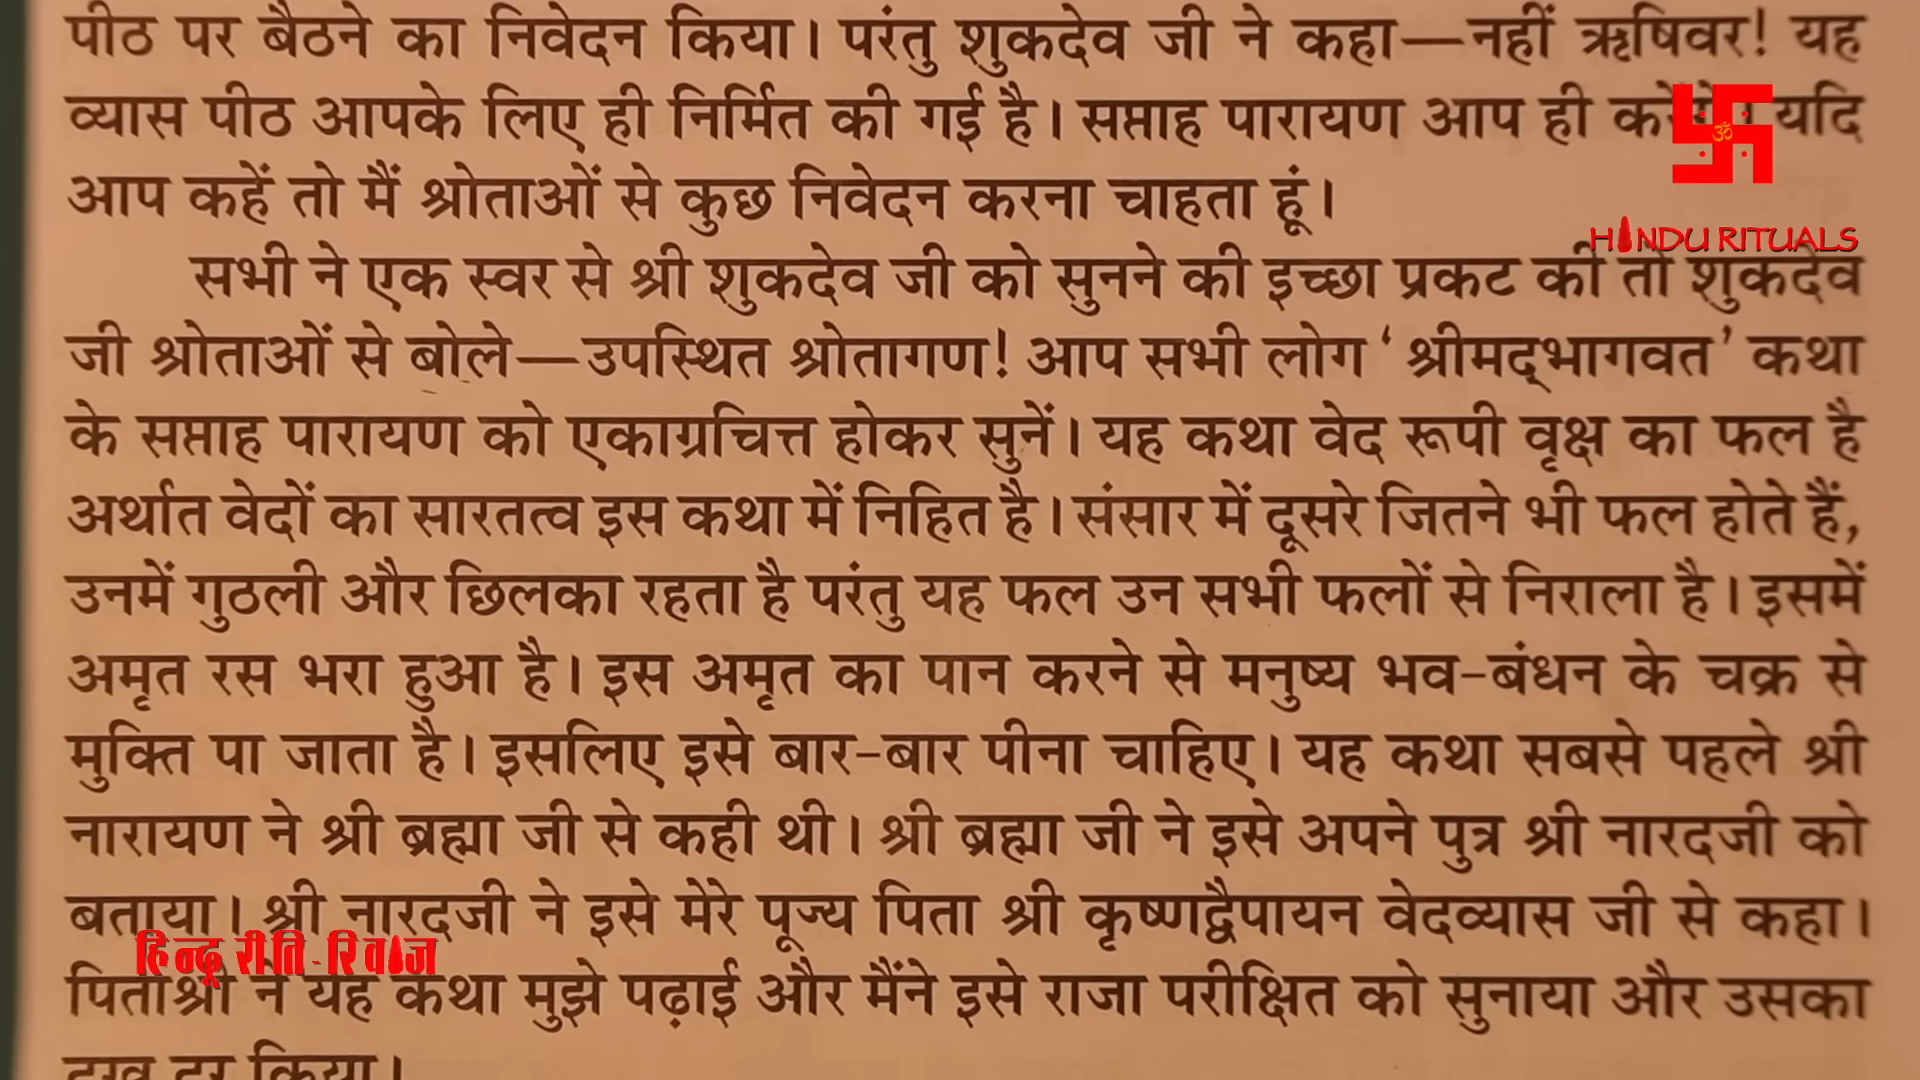 पीठ पर बैठने का निवेदन किया। परंतु शुकदेव जी ने कहा—नहीं ऋषिवर! यह
व्यास पीठ आपके लिए ही निर्मित की गई है। सप्ताह पारायण आप ही यदि
आप कहें तो मैं श्रोताओं से कुछ निवेदन करना चाहता हूं।
HINDU RITUALS
सभी ने एक स्वर से श्री शुकदेव जी को सुनने की इच्छा प्रकट की तो शुकदेव
जी श्रोताओं से बोले—उपस्थित श्रोतागण! आप सभी लोग ‘श्रीमद्‌भागवत’ कथा
के सप्ताह पारायण को एकाग्रचित्त होकर सुनें। यह कथा वेद रूपी वृक्ष का फल है
अर्थात वेदों का सारतत्व इस कथा में निहित है। संसार में दूसरे जितने भी फल होते हैं,
उनमें गुठली और छिलका रहता है परंतु यह फल उन सभी फलों से निराला है। इसमें
अमृत रस भरा हुआ है। इस अमृत का पान करने से मनुष्य भव-बंधन के चक्र से
मुक्ति पा जाता है। इसलिए इसे बार-बार पीना चाहिए। यह कथा सबसे पहले श्री
नारायण ने श्री ब्रह्मा जी से कही थी। श्री ब्रह्मा जी ने इसे अपने पुत्र श्री नारदजी को
बताया। श्री नारदजी ने इसे मेरे पूज्य पिता श्री कृष्णद्वैपायन वेदव्यास जी से कहा।
हिन्दू रीति-रिवाज
पिताश्री ने यह कथा मुझे पढ़ाई और मैंने इसे राजा परीक्षित को सुनाया और उसका
किया।